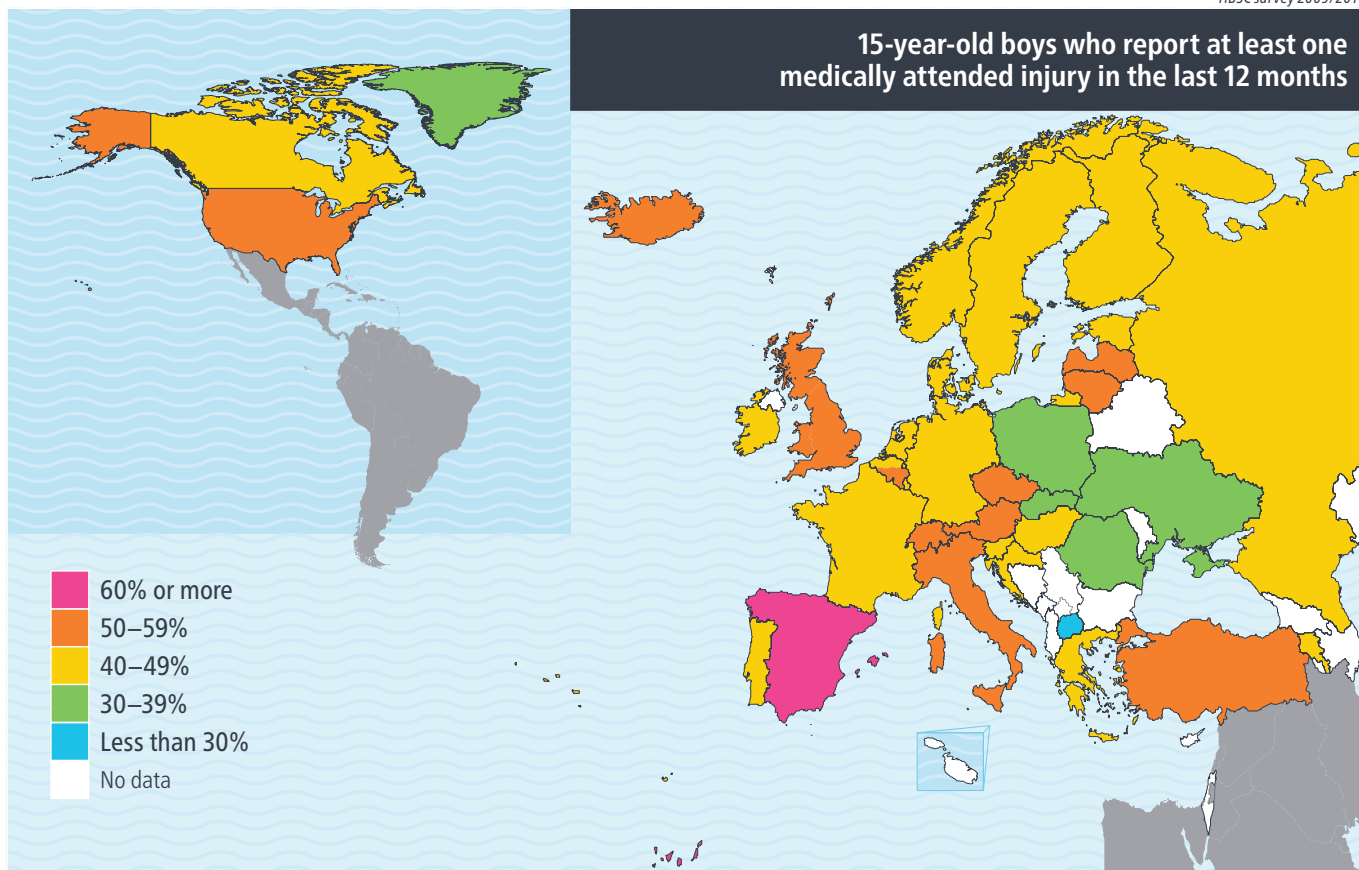 15-year-old boys who report at least one
medically attended injury in the last 12 months
60% or more
50–59%
40–49%
30–39%
Less than 30%
No data